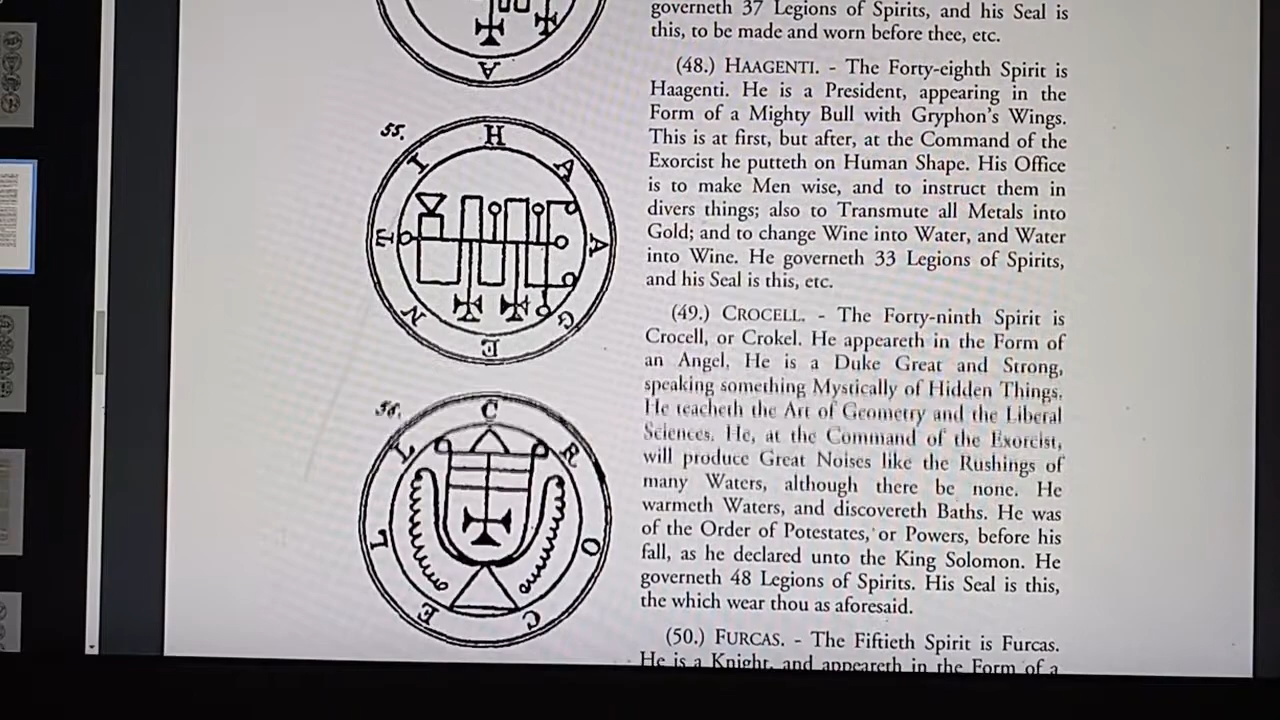 governeth 37 Legions of Spirits, and his Seal is
this, to be made and worn before thee, etc.
A
(48.) HAAGENTI. - The Forty-eighth Spirit is
Haagenti. He is a President, appearing in the
Form of a Mighty Bull with Gryphon's Wings.
This is at first, but after, at the Command of the
Exorcist he putteth on Human Shape. His Office
is to make Men wise, and to instruct them in
divers things; also to Transmute all Metals into
Gold; and to change Wine into Water, and Water
into Wine. He governeth 33 Legions of Spirits,
and his Seal is this, etc.
55.
H A A G E N T I
(49.) CROCELL. - The Forty-ninth Spirit is
Crocell, or Crokel. He appeareth in the Form of
an Angel. He is a Duke Great and Strong,
speaking something Mystically of Hidden Things.
He teacheth the Art of Geometry and the Liberal
Sciences. He, at the Command of the Exorcist,
will produce Great Noises like the Rushings of
many Waters, although there be none. He
warmeth Waters, and discovereth Baths. He was
of the Order of Potestates, or Powers, before his
fall, as he declared unto the King Solomon. He
governeth 48 Legions of Spirits. His Seal is this,
the which wear thou as aforesaid.
56.
C R O C E L L
(50.) FURCAS. - The Fiftieth Spirit is Furcas.
He is a Knight, and appeareth in the Form of a